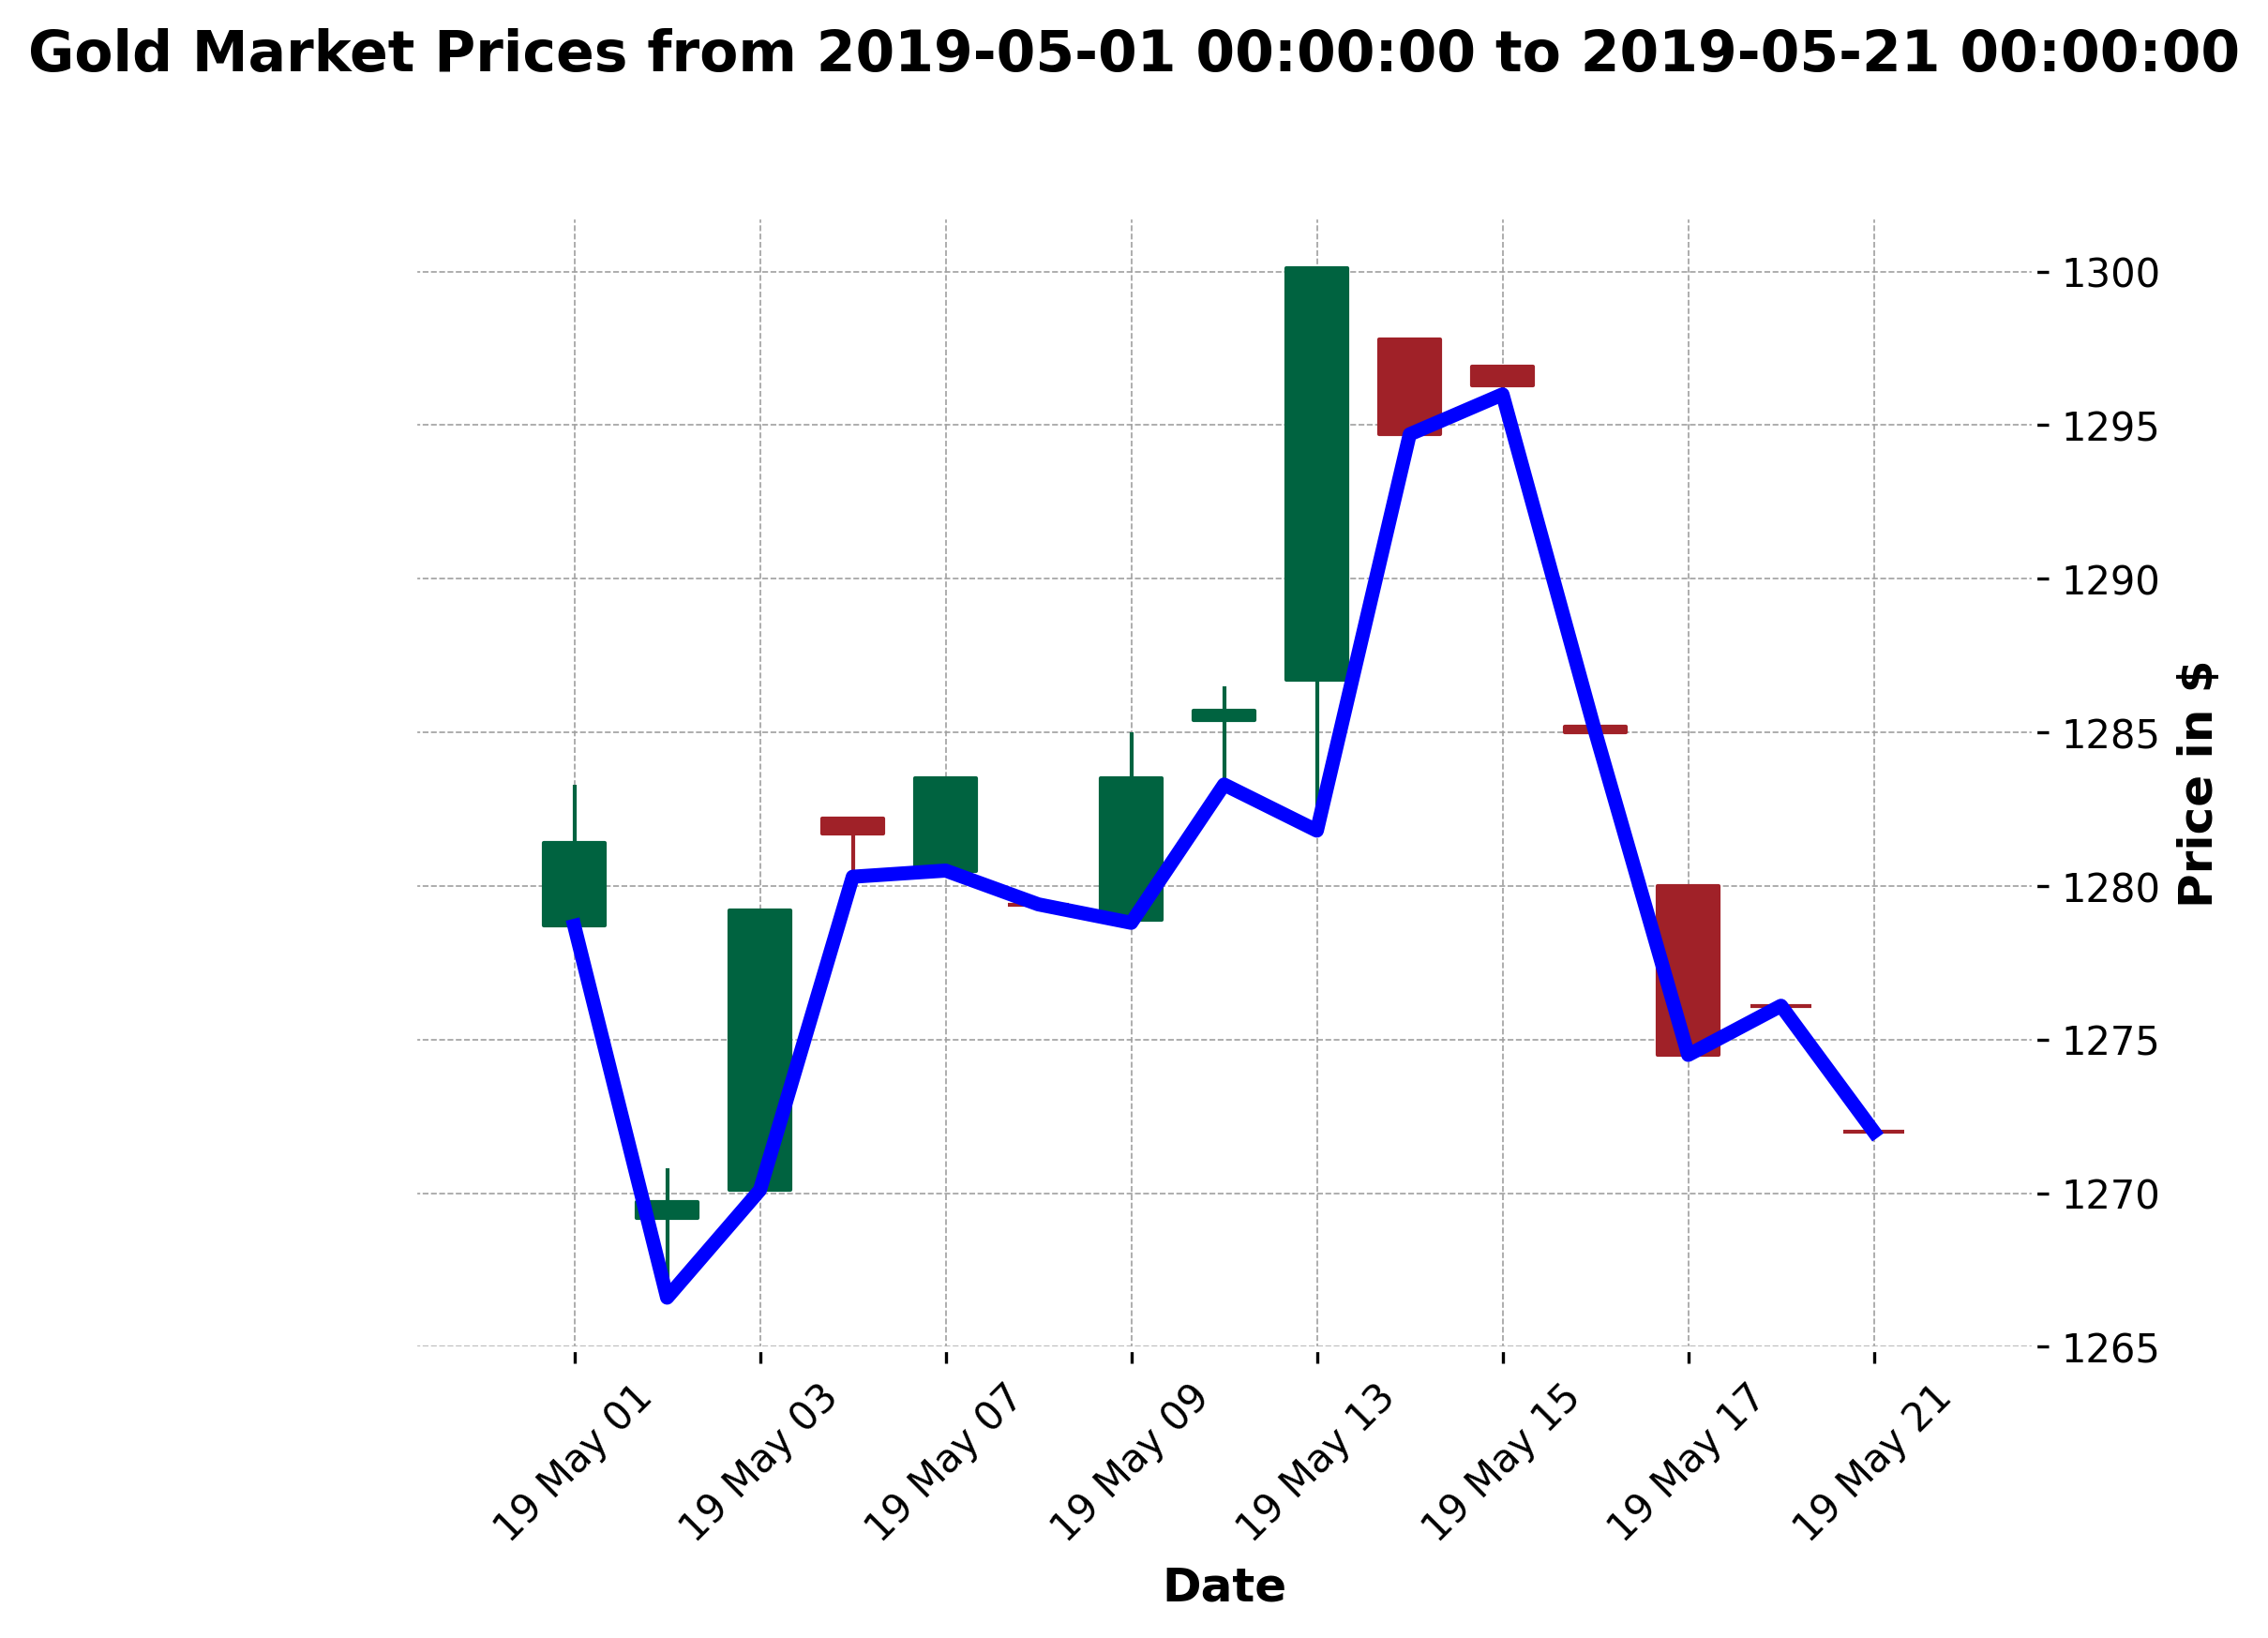 Gold Market Prices from 2019-05-01 00:00:00 to 2019-05-21 00:00:00
1300
1295
1290
1285
1280
1275
1270
1265
Price in $
19 May 01
19 May 03
19 May 07
19 May 09
19 May 13
19 May 15
19 May 17
19 May 21
Date